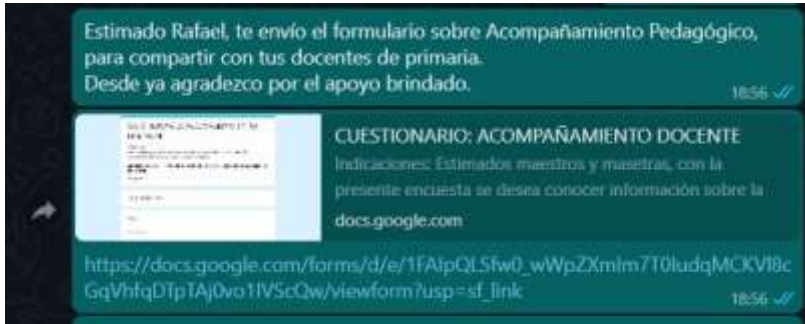 Estimado Rafael, te envío el formulario sobre Acompañamiento Pedagógico,
para compartir con tus docentes de primaria.
Desde ya agradezco por el apoyo brindado.
18:56
CUESTIONARIO: ACOMPAÑAMIENTO DOCENTE
Indicaciones: Estimados maestros y masetras, con la
presente encuesta se desea conocer información sobre la
docs.google.com
https://docs.google.com/forms/d/e/1FAIpQLSfw0_wWpZXmIm7T0ludqMCKVI8c
GqVhfqDTpTAj0vo1IVScQw/viewform?usp=sf_link
18:56